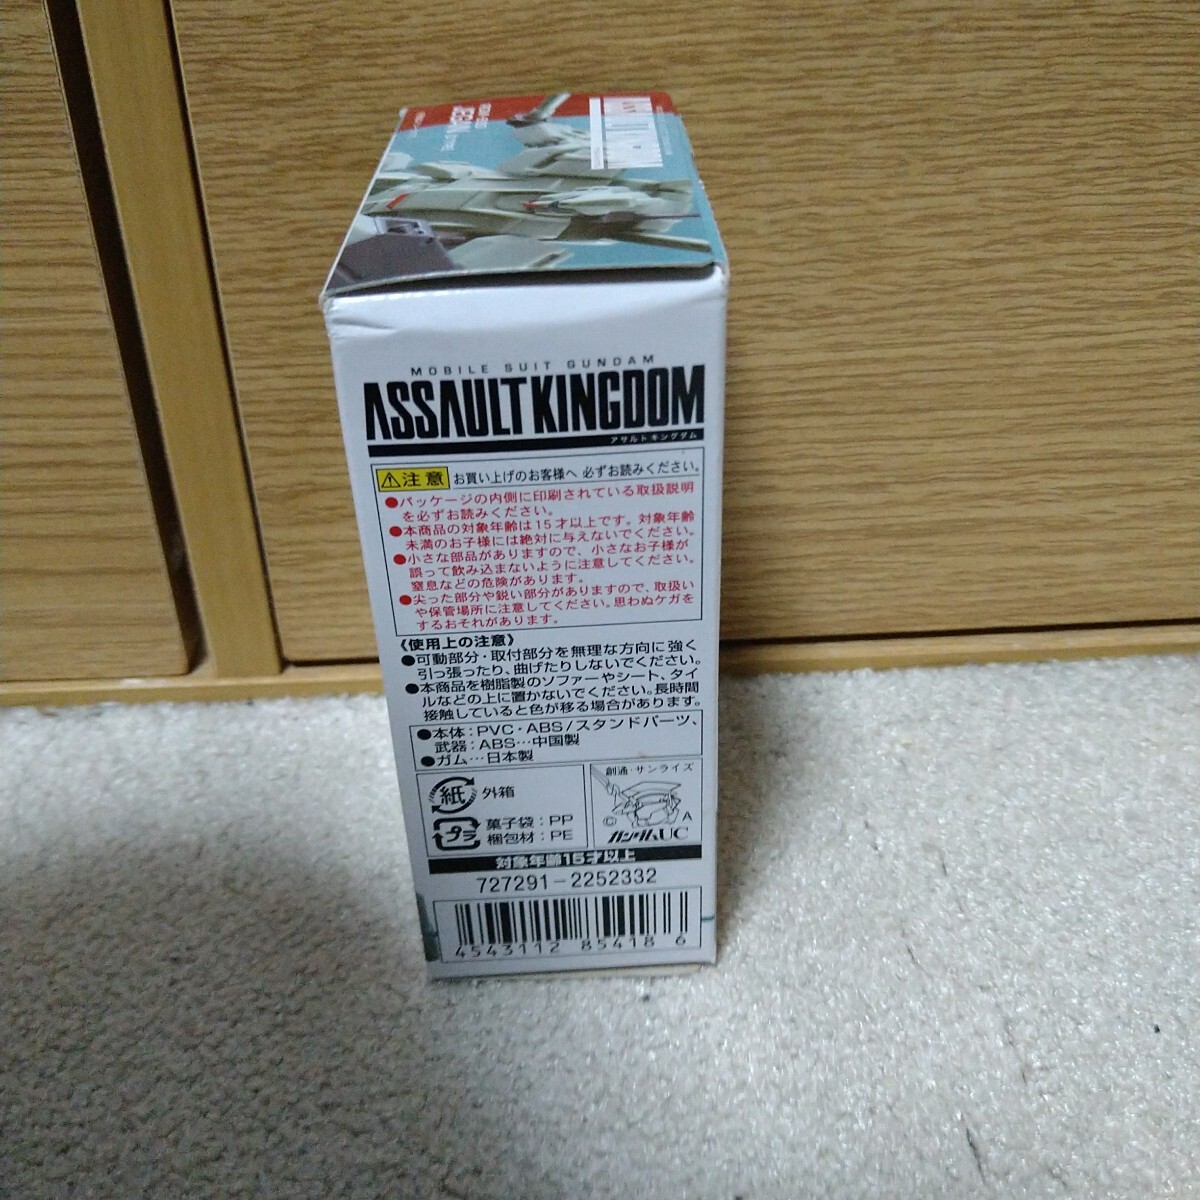 MOBILE SUIT GUNDAM
ASSAULT KINGDOM
アサルト キングダム
注意 お買い上げのお客様へ 必ずお読みください。
●パッケージの内側に印刷されている取扱説明
を必ずお読みください。
●本商品の対象年齢は15才以上です。対象年齢
未満のお子様には絶対に与えないでください。
●小さな部品がありますので、小さなお子様が
誤って飲み込まないように注意してください。
窒息などの危険があります。
●尖った部分や鋭い部分がありますので、取扱い
や保管場所に注意してください。思わぬケガを
するおそれがあります。
《使用上の注意》
●可動部分・取付部分を無理な方向に強く
引っ張ったり、曲げたりしないでください。
●本商品を樹脂製のソファーやシート、タイ
ルなどの上に置かないでください。長時間
接触していると色が移る場合があります。
●本体：PVC・ABS/スタンドパーツ、
武器：ABS…中国製
●ガム…日本製
紙 外箱
プラ 菓子袋：PP
梱包材：PE
創通・サンライズ
© A
ガンダムUC
対象年齢15才以上
727291-2252332
4543112 85418 6